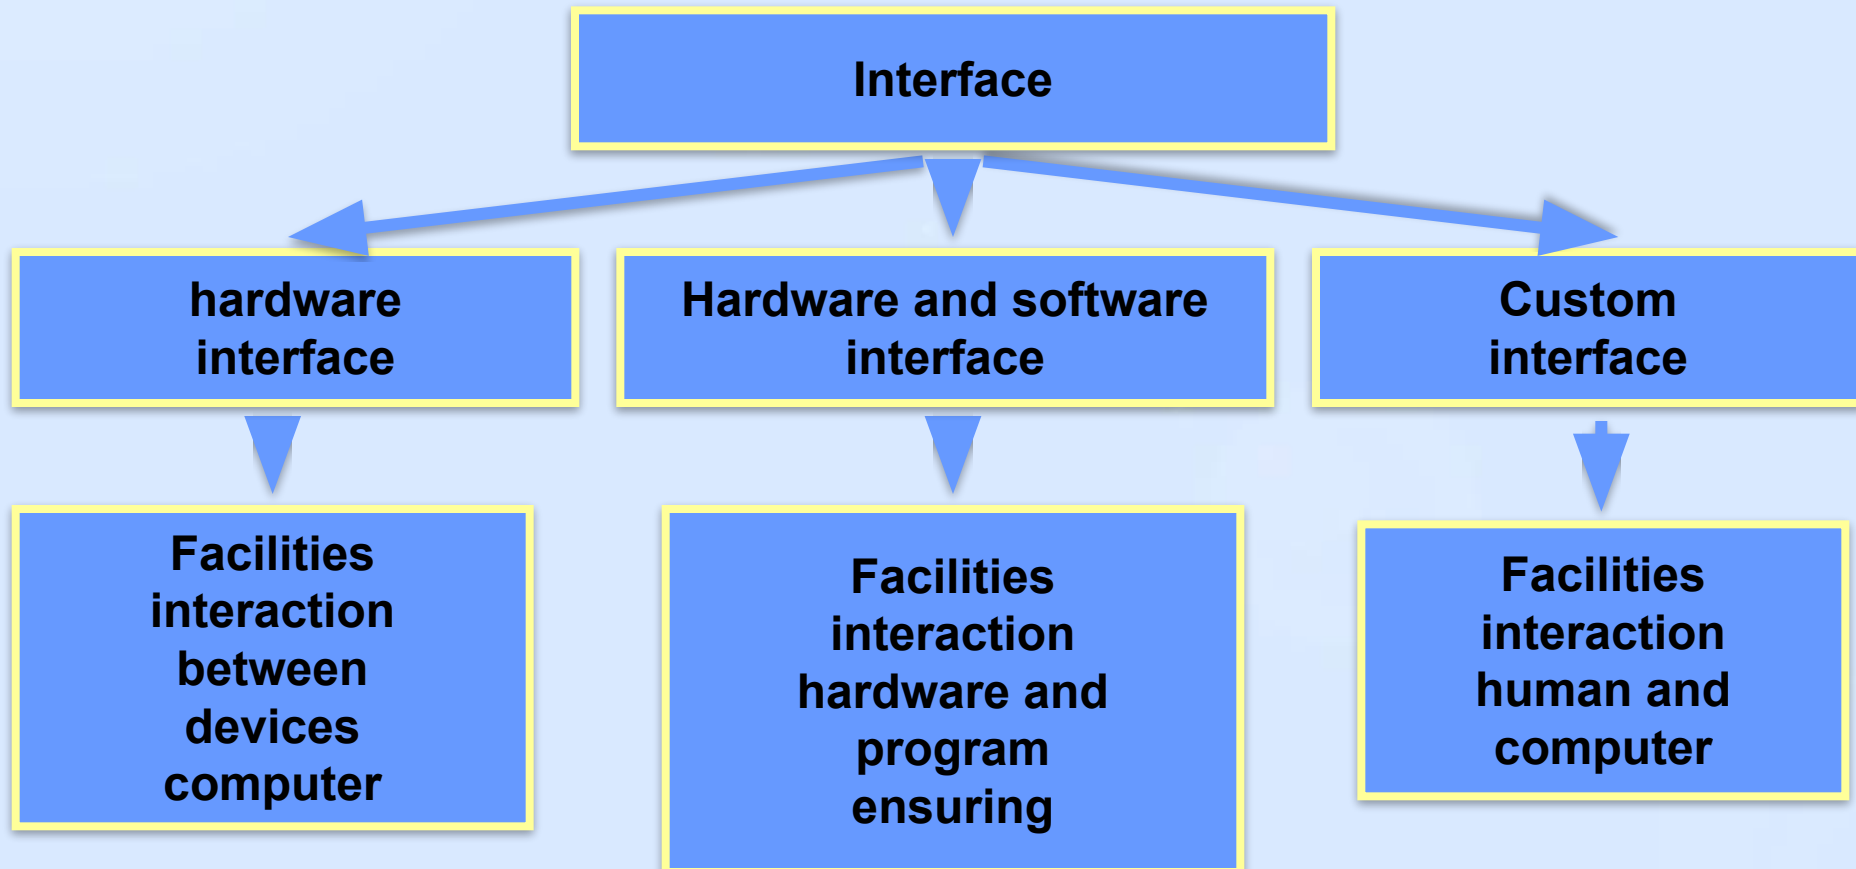 Interface
hardware
interface
Hardware and software
interface
Custom
interface
Facilities
interaction
between
devices
computer
Facilities
interaction
hardware and
program
ensuring
Facilities
interaction
human and
computer